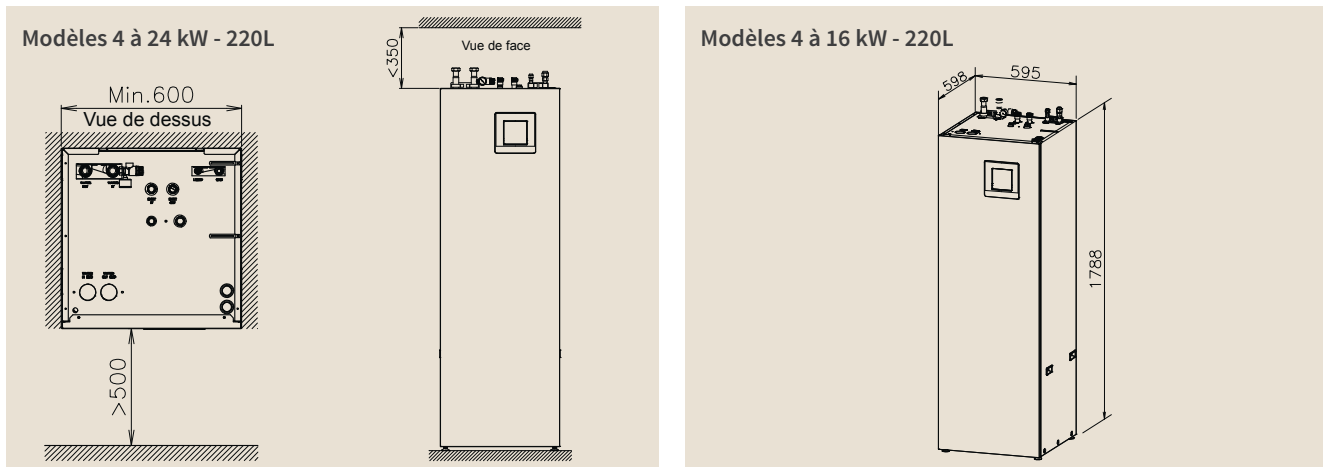 Modèles 4 à 24 kW - 220L
Vue de face
<350
Min.600
Vue de dessus
>500
Modèles 4 à 16 kW - 220L
598
595
1788